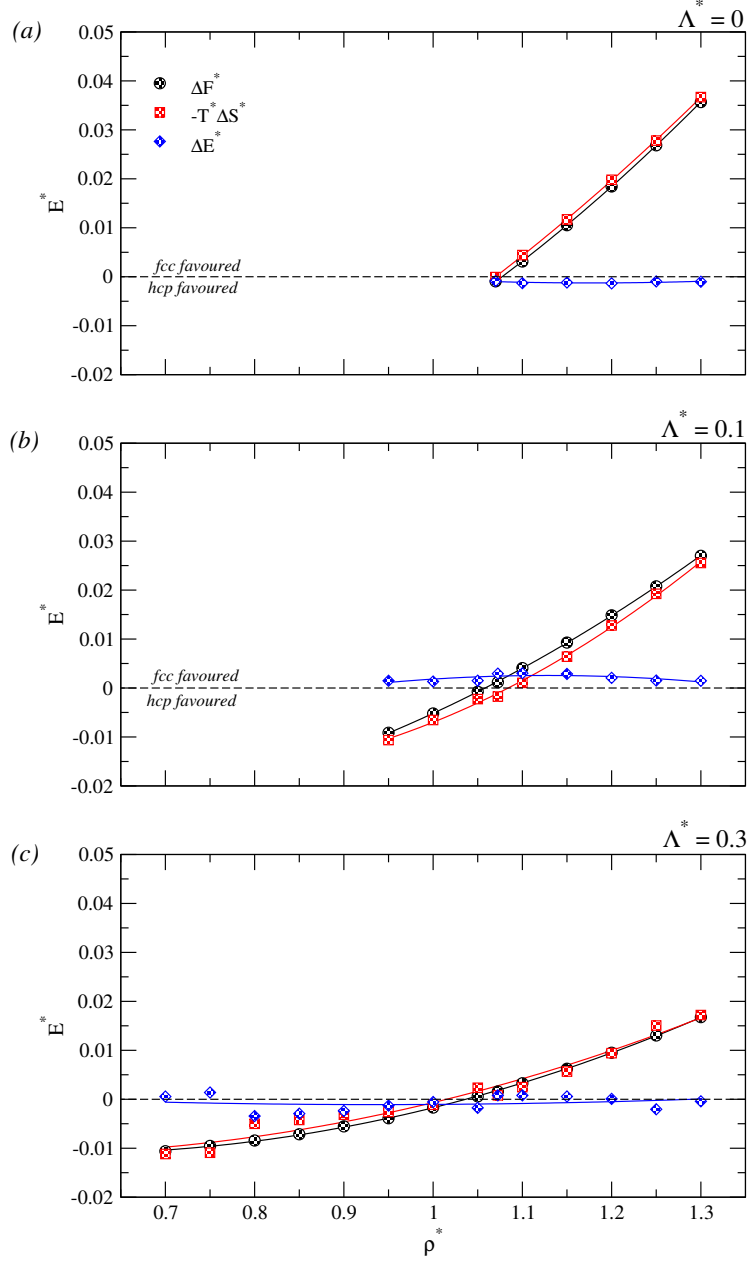 (a)
Λ* = 0
0.05
0.04
0.03
0.02
0.01
0
-0.01
-0.02
E*
ΔF*
-T*ΔS*
ΔE*
fcc favoured
hcp favoured
(b)
Λ* = 0.1
0.05
0.04
0.03
0.02
0.01
0
-0.01
-0.02
E*
fcc favoured
hcp favoured
(c)
Λ* = 0.3
0.05
0.04
0.03
0.02
0.01
0
-0.01
-0.02
E*
0.7 0.8 0.9 1 1.1 1.2 1.3
ρ*